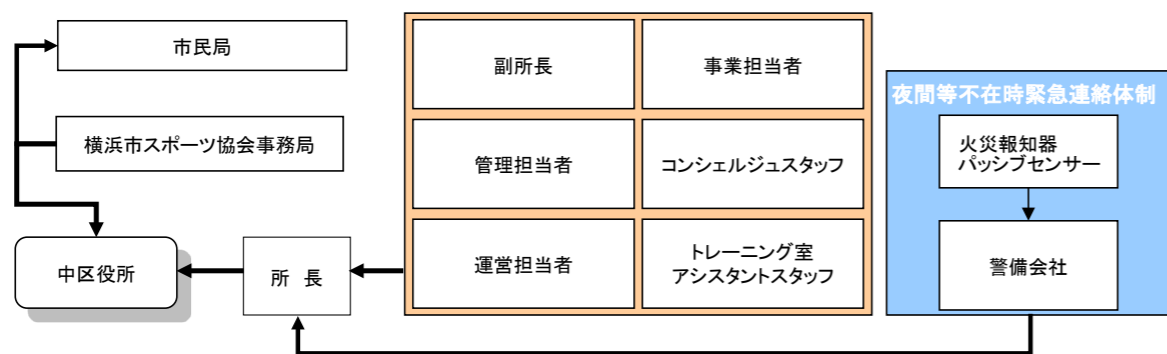 市民局
横浜市スポーツ協会事務局
中区役所
所 長
副所長
事業担当者
管理担当者
コンシェルジュスタッフ
運営担当者
トレーニング室
アシスタントスタッフ
夜間等不在時緊急連絡体制
火災報知器
パッシブセンサー
警備会社